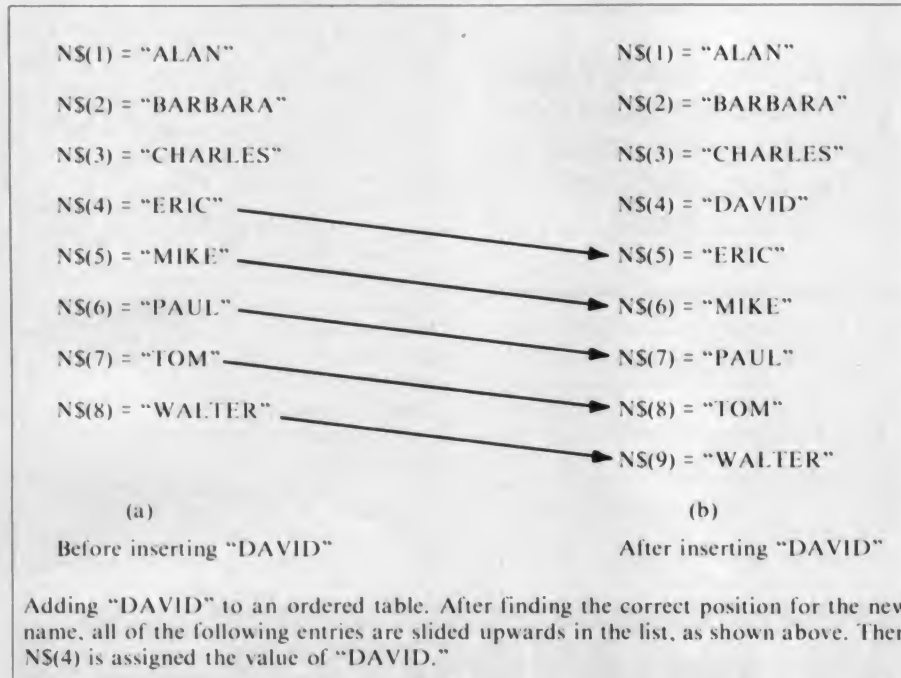 N$(1) = “ALAN”
N$(2) = “BARBARA”
N$(3) = “CHARLES”
N$(4) = “ERIC”
N$(5) = “MIKE”
N$(6) = “PAUL”
N$(7) = “TOM”
N$(8) = “WALTER”
(a)
Before inserting “DAVID”
N$(1) = “ALAN”
N$(2) = “BARBARA”
N$(3) = “CHARLES”
N$(4) = “DAVID”
N$(5) = “ERIC”
N$(6) = “MIKE”
N$(7) = “PAUL”
N$(8) = “TOM”
N$(9) = “WALTER”
(b)
After inserting “DAVID”
Adding “DAVID” to an ordered table. After finding the correct position for the new
name, all of the following entries are slided upwards in the list, as shown above. Then
N$(4) is assigned the value of “DAVID.”